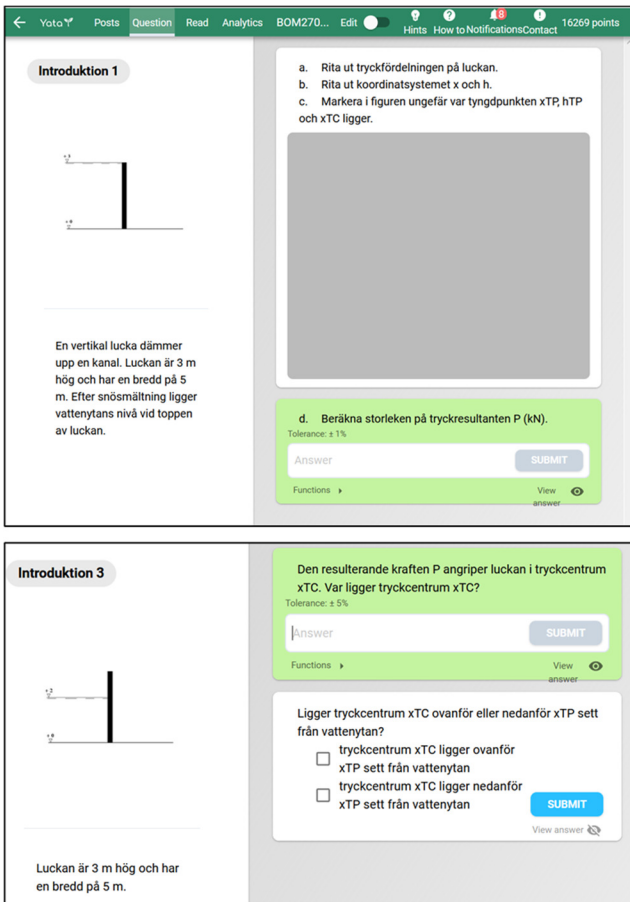 Yata Posts Question Read Analytics BOM270... Edit Hints How to Notifications 8 Contact 16269 points
Introduktion 1
+3
+0
En vertikal lucka dämmer
upp en kanal. Luckan är 3 m
hög och har en bredd på 5
m. Efter snösmältning ligger
vattenytans nivå vid toppen
av luckan.
a. Rita ut tryckfördelningen på luckan.
b. Rita ut koordinatsystemet x och h.
c. Markera i figuren ungefär var tyngdpunkten xTP, hTP
och xTC ligger.
d. Beräkna storleken på tryckresultanten P (kN).
Tolerance: ± 1%
Answer SUBMIT
Functions View
answer
Introduktion 3
+2
+0
Luckan är 3 m hög och har
en bredd på 5 m.
Den resulterande kraften P angriper luckan i tryckcentrum
xTC. Var ligger tryckcentrum xTC?
Tolerance: ± 5%
Answer SUBMIT
Functions View
answer
Ligger tryckcentrum xTC ovanför eller nedanför xTP sett
från vattenytan?
tryckcentrum xTC ligger ovanför
xTP sett från vattenytan
tryckcentrum xTC ligger nedanför
xTP sett från vattenytan
SUBMIT
View answer